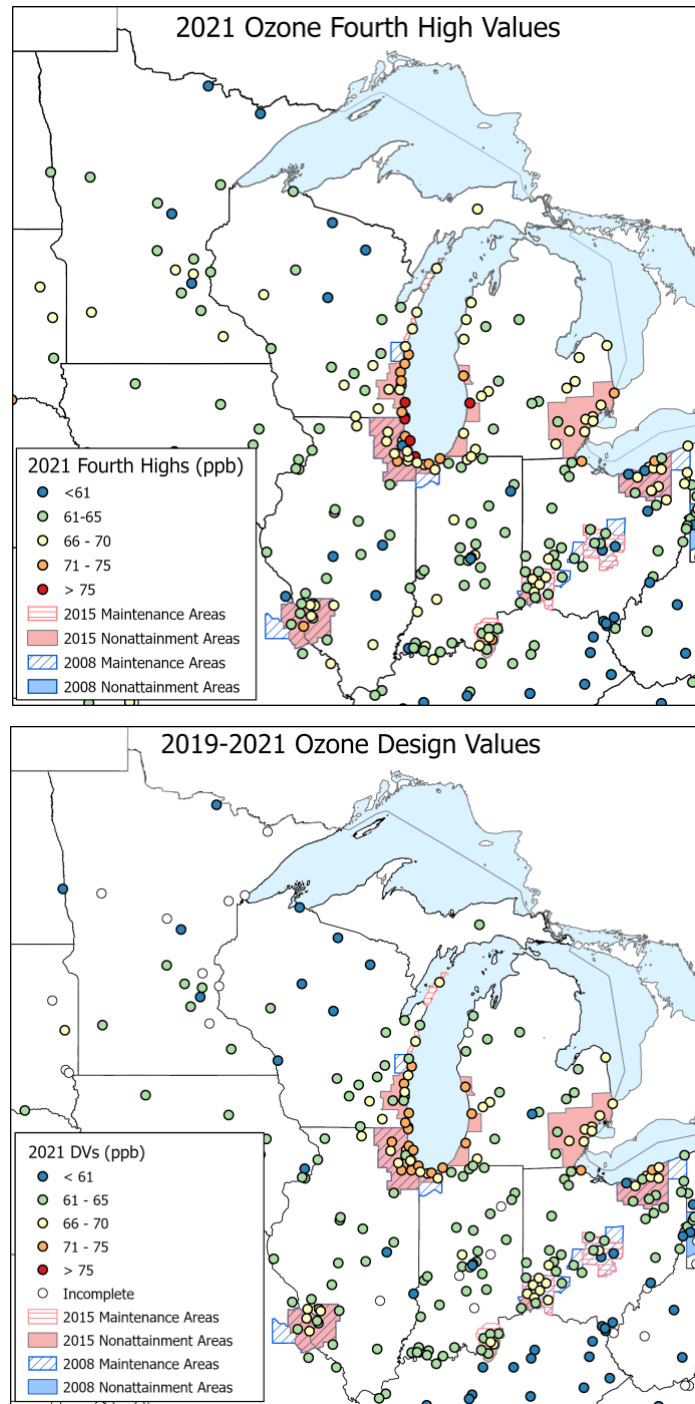 2021 Ozone Fourth High Values
2021 Fourth Highs (ppb)
<61
61-65
66 - 70
71 - 75
> 75
2015 Maintenance Areas
2015 Nonattainment Areas
2008 Maintenance Areas
2008 Nonattainment Areas
2019-2021 Ozone Design Values
2021 DVs (ppb)
< 61
61 - 65
66 - 70
71 - 75
> 75
Incomplete
2015 Maintenance Areas
2015 Nonattainment Areas
2008 Maintenance Areas
2008 Nonattainment Areas